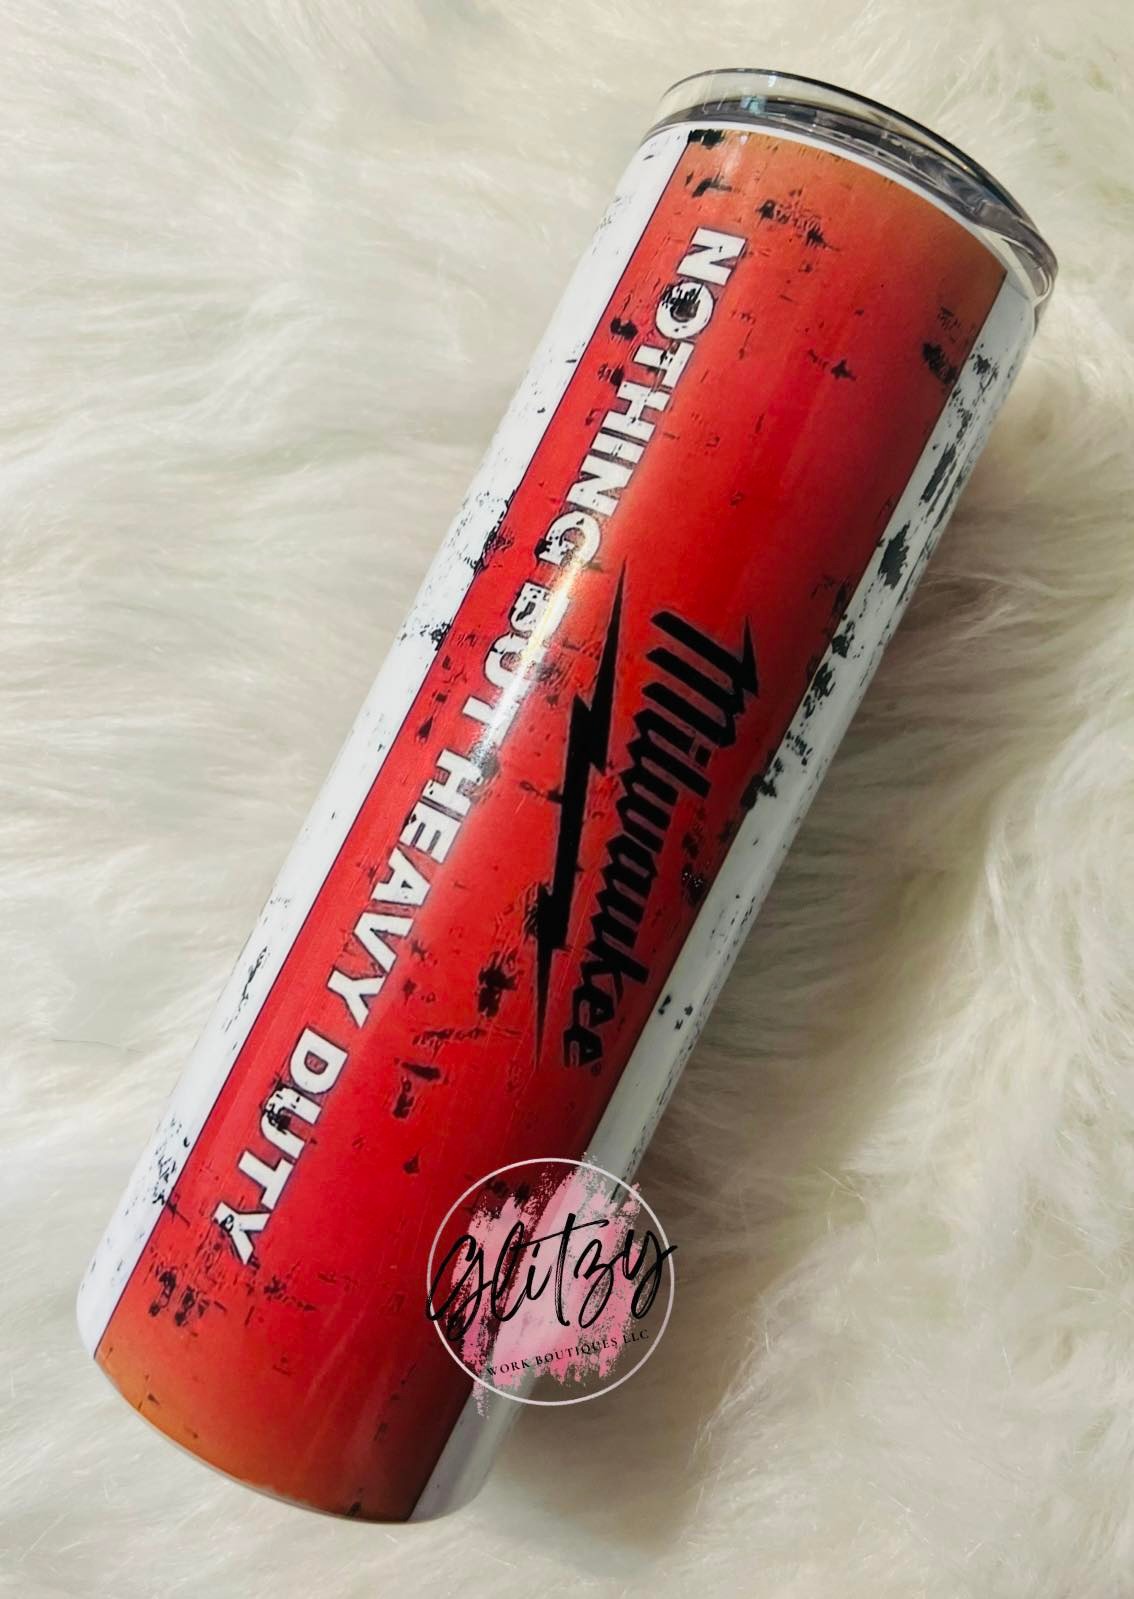 NOTHING BUT HEAVY DUTY
Milwaukee®
Glitzy
WORK BOUTIQUES LLC